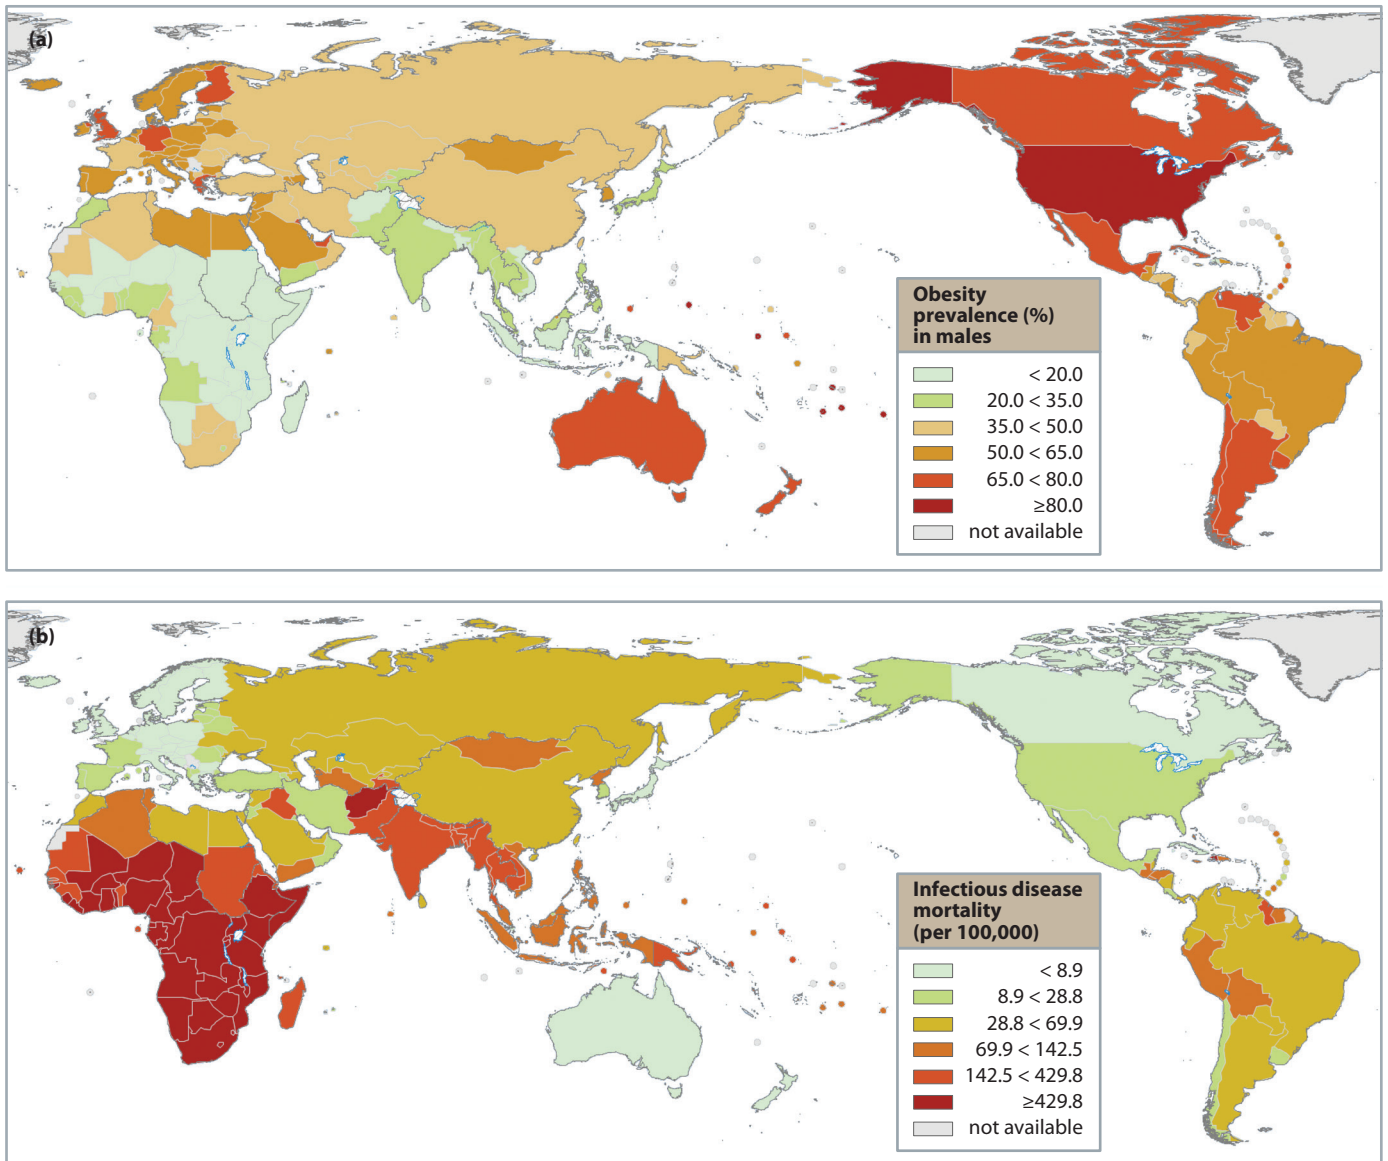 (a)
Obesity
prevalence (%)
in males
< 20.0
20.0 < 35.0
35.0 < 50.0
50.0 < 65.0
65.0 < 80.0
≥80.0
not available
(b)
Infectious disease
mortality
(per 100,000)
< 8.9
8.9 < 28.8
28.8 < 69.9
69.9 < 142.5
142.5 < 429.8
≥429.8
not available